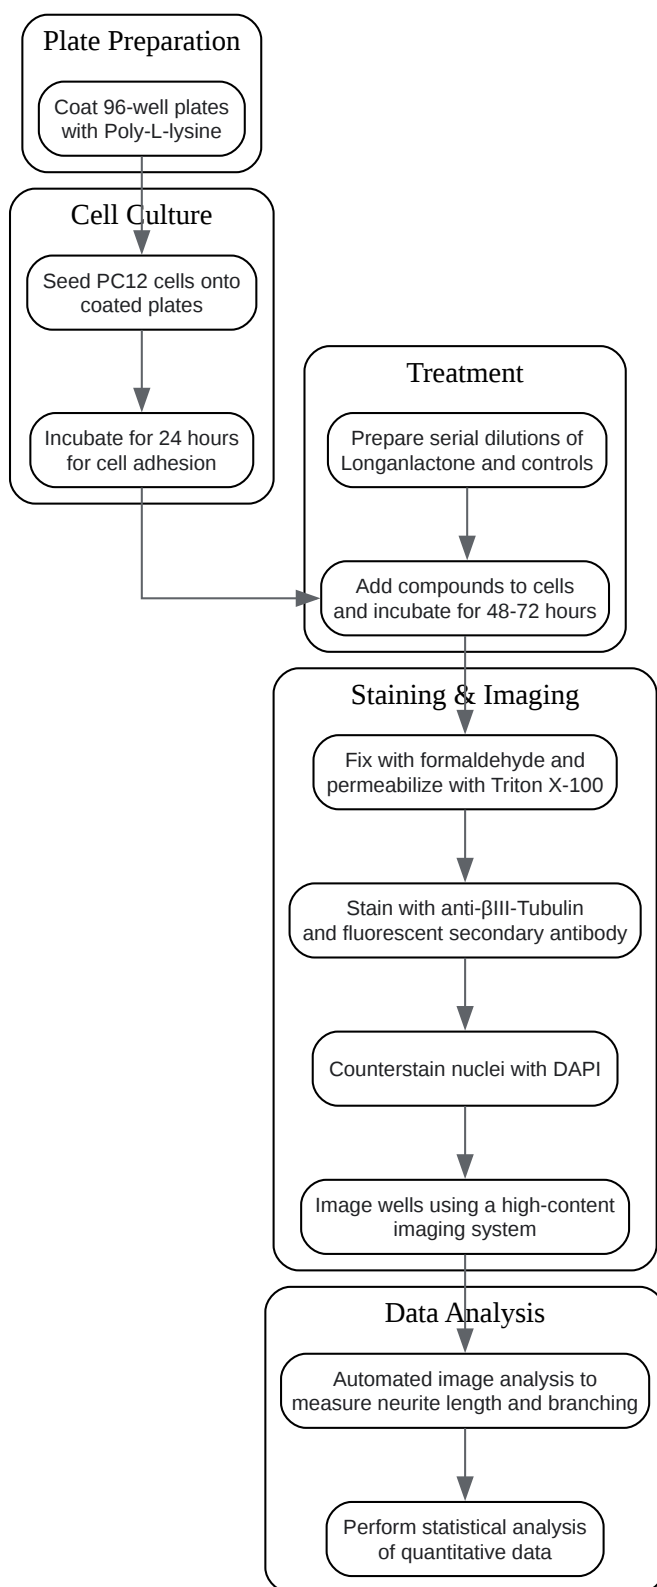 Plate Preparation
Coat 96-well plates
with Poly-L-lysine
Cell Culture
Seed PC12 cells onto
coated plates
Incubate for 24 hours
for cell adhesion
Treatment
Prepare serial dilutions of
Longanlactone and controls
Add compounds to cells
and incubate for 48-72 hours
Staining & Imaging
Fix with formaldehyde and
permeabilize with Triton X-100
Stain with anti-βIII-Tubulin
and fluorescent secondary antibody
Counterstain nuclei with DAPI
Image wells using a high-content
imaging system
Data Analysis
Automated image analysis to
measure neurite length and branching
Perform statistical analysis
of quantitative data